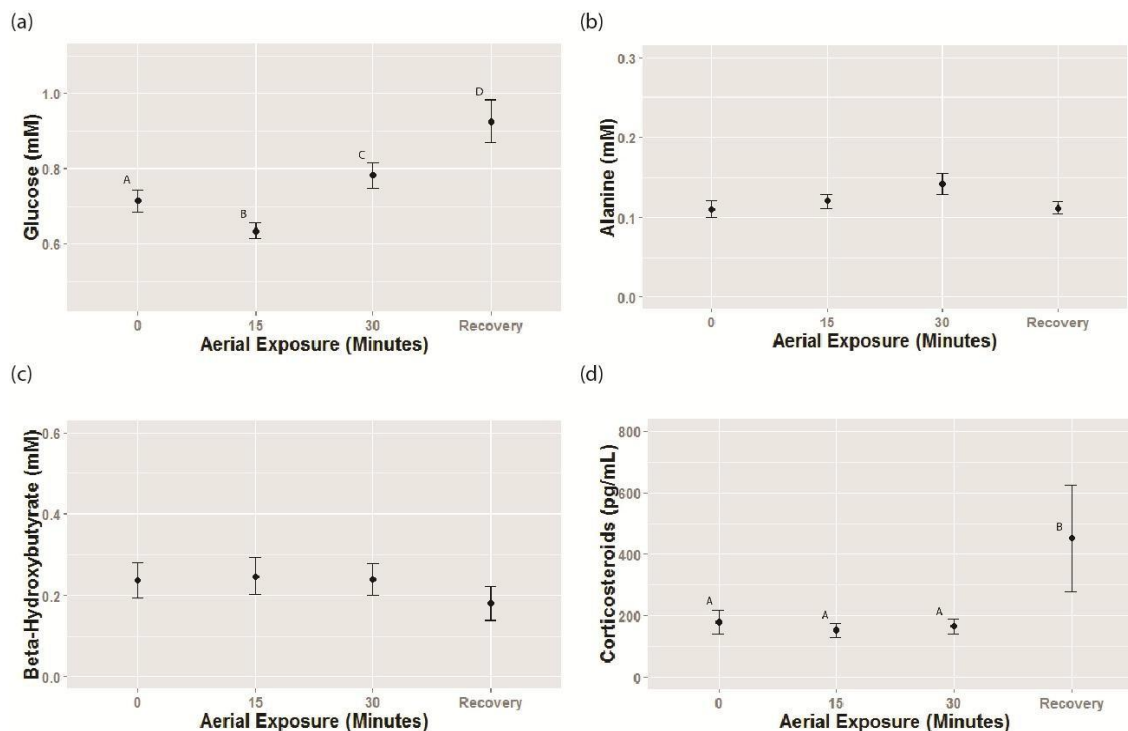 (a)
Glucose (mM)
1.0
0.8
0.6
A
B
C
D
0 15 30 Recovery
Aerial Exposure (Minutes)
(b)
Alanine (mM)
0.3
0.2
0.1
0.0
0 15 30 Recovery
Aerial Exposure (Minutes)
(c)
Beta-Hydroxybutyrate (mM)
0.6
0.4
0.2
0.0
0 15 30 Recovery
Aerial Exposure (Minutes)
(d)
Corticosteroids (pg/mL)
800
600
400
200
0
A
A
A
B
0 15 30 Recovery
Aerial Exposure (Minutes)